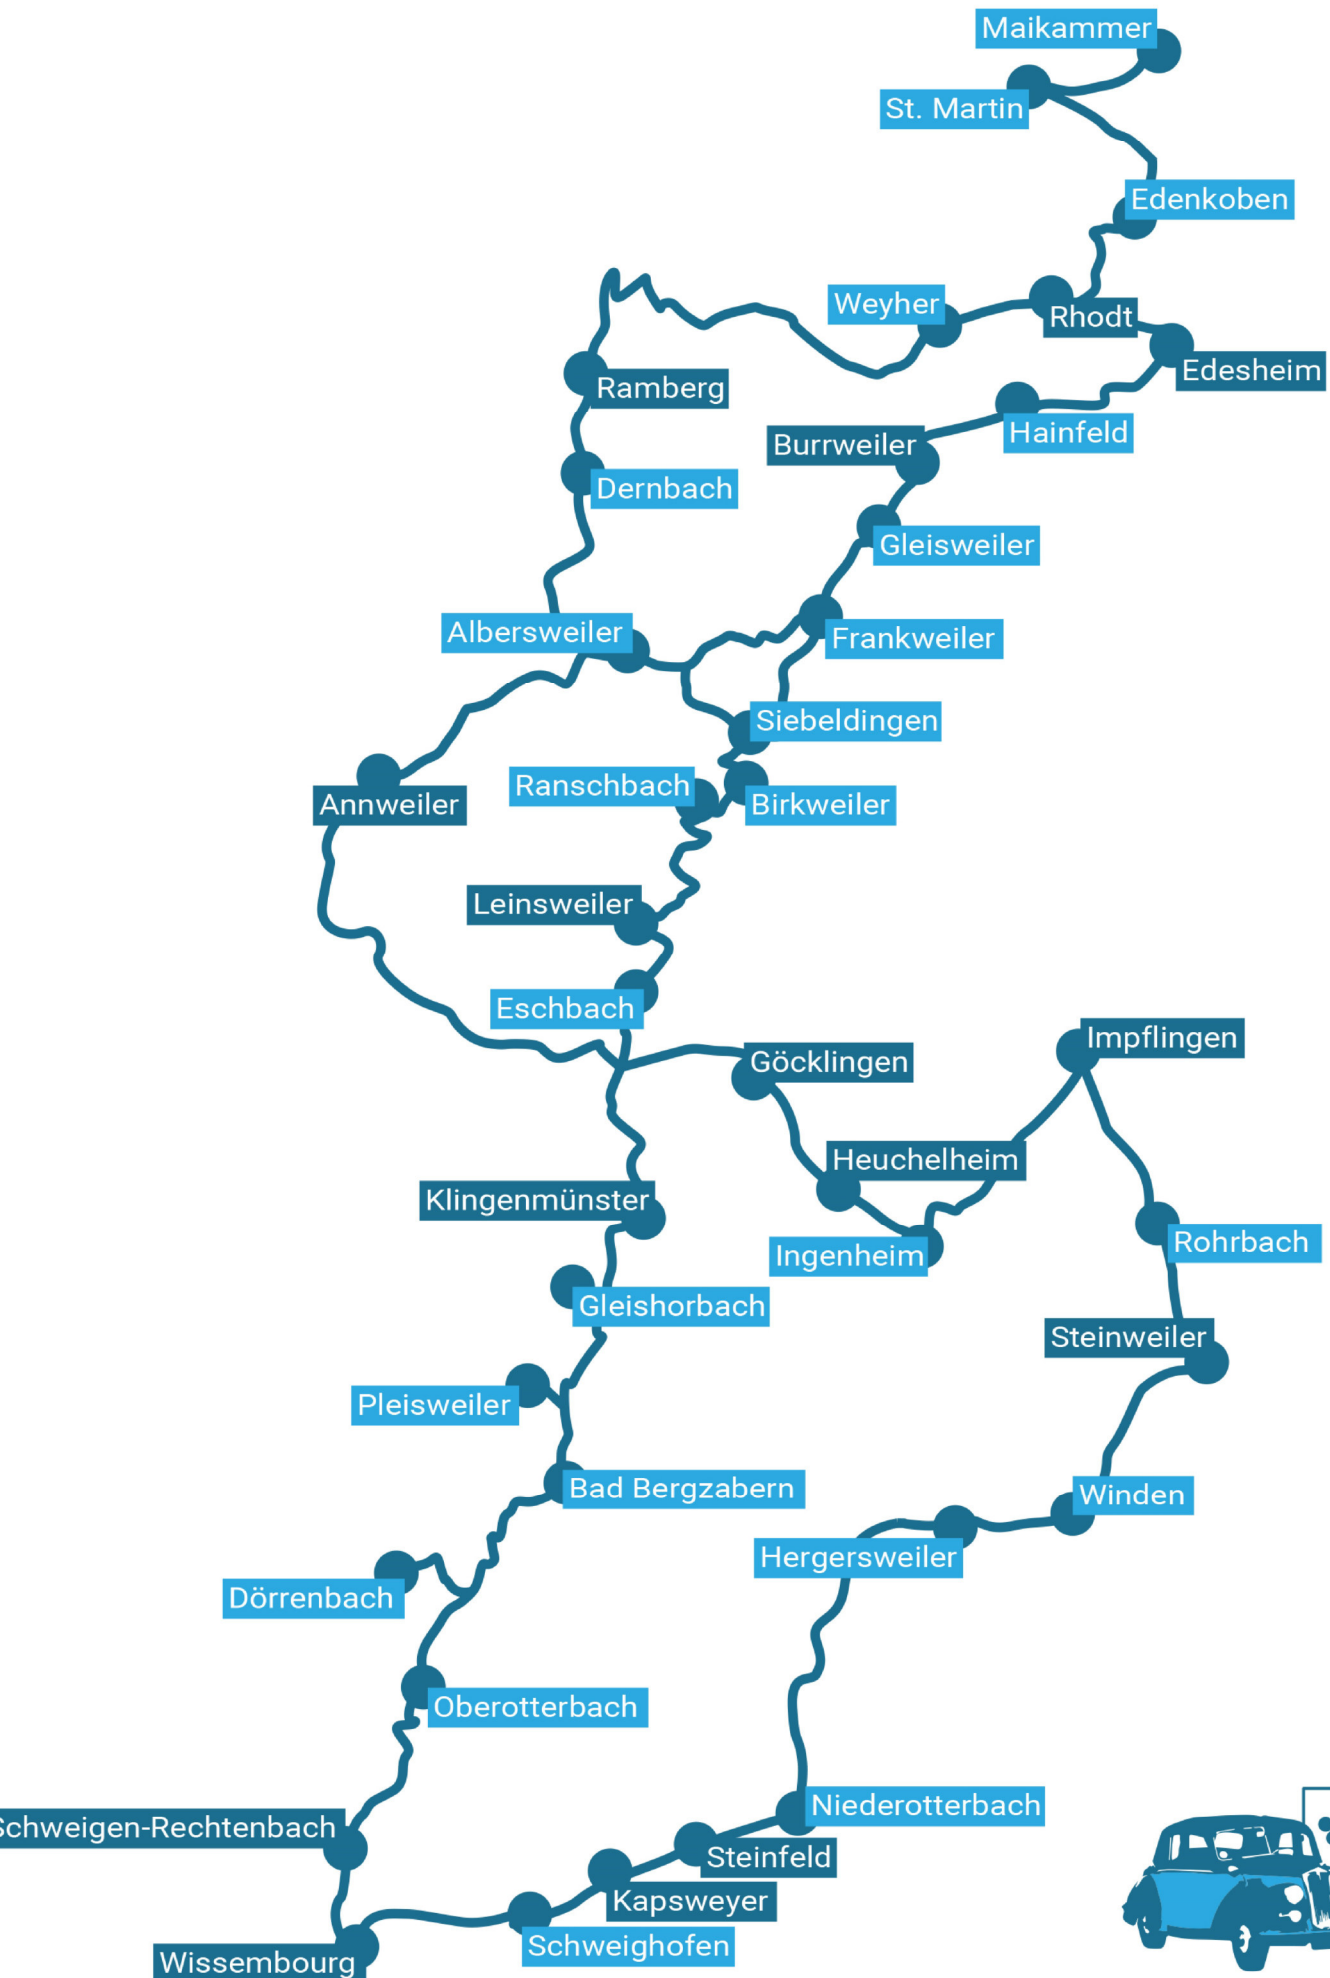 Maikammer
St. Martin
Edenkoben
Weyher
Rhodt
Edesheim
Ramberg
Hainfeld
Burrweiler
Dernbach
Gleisweiler
Albersweiler
Frankweiler
Siebeldingen
Ranschbach
Birkweiler
Annweiler
Leinsweiler
Eschbach
Impflingen
Göcklingen
Heuchelheim
Klingenmünster
Rohrbach
Ingenheim
Gleishorbach
Steinweiler
Pleisweiler
Bad Bergzabern
Winden
Hergersweiler
Dörrenbach
Oberotterbach
Niederotterbach
Schweigen-Rechtenbach
Steinfeld
Kapsweyer
Schweighofen
Wissembourg